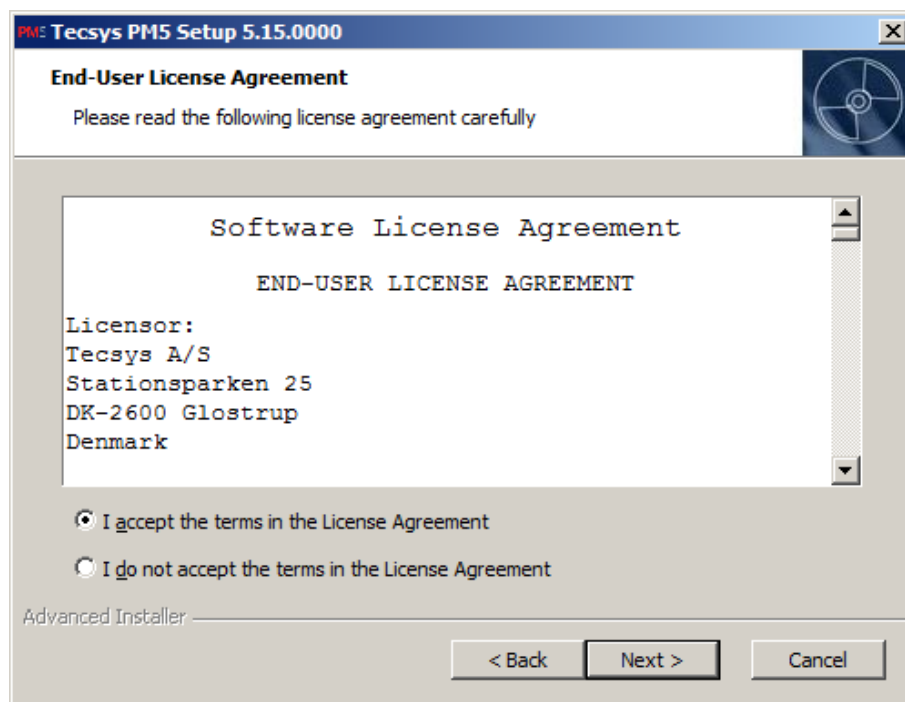 PM5 Tecsys PM5 Setup 5.15.0000
End-User License Agreement
Please read the following license agreement carefully
Software License Agreement
END-USER LICENSE AGREEMENT
Licensor:
Tecsys A/S
Stationsparken 25
DK-2600 Glostrup
Denmark
I accept the terms in the License Agreement
I do not accept the terms in the License Agreement
Advanced Installer
< Back Next > Cancel